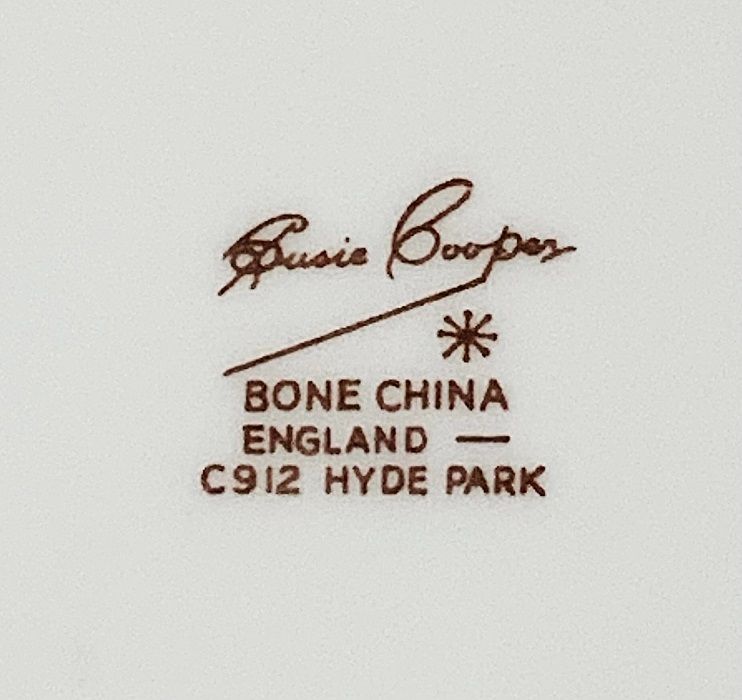 Susie Cooper
BONE CHINA
ENGLAND —
C912 HYDE PARK